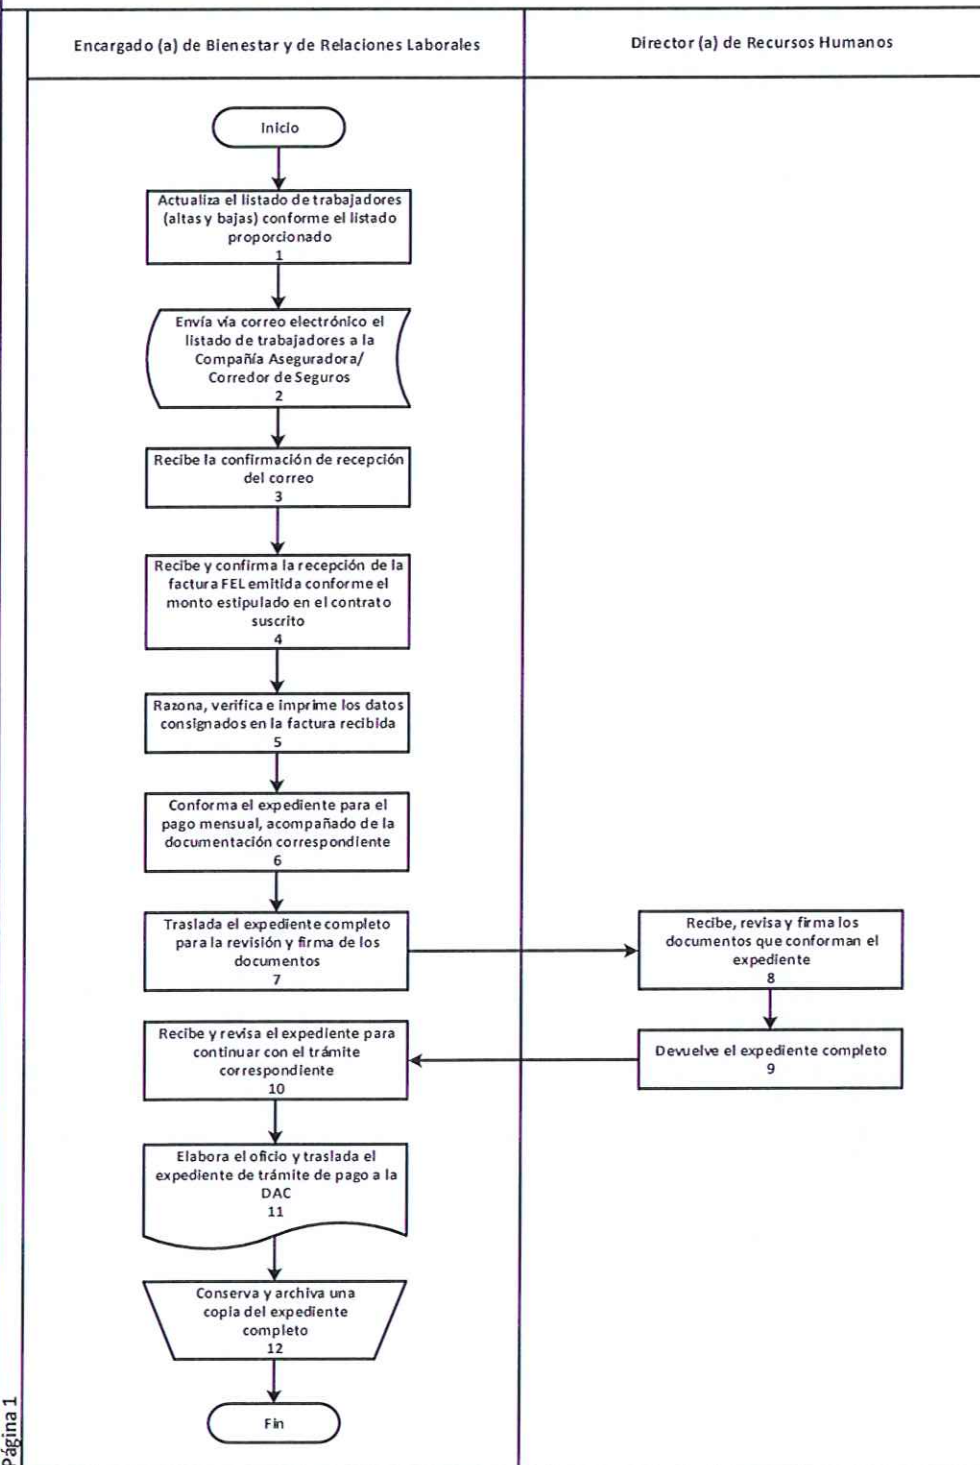 Encargado (a) de Bienestar y de Relaciones Laborales
Director (a) de Recursos Humanos
Inicio
Actualiza el listado de trabajadores
(altas y bajas) conforme el listado
proporcionado
1
Envía vía correo electrónico el
listado de trabajadores a la
Compañía Aseguradora/
Corredor de Seguros
2
Recibe la confirmación de recepción
del correo
3
Recibe y confirma la recepción de la
factura FEL emitida conforme el
monto estipulado en el contrato
suscrito
4
Razona, verifica e imprime los datos
consignados en la factura recibida
5
Conforma el expediente para el
pago mensual, acompañado de la
documentación correspondiente
6
Traslada el expediente completo
para la revisión y firma de los
documentos
7
Recibe, revisa y firma los
documentos que conforman el
expediente
8
Devuelve el expediente completo
9
Recibe y revisa el expediente para
continuar con el trámite
correspondiente
10
Elabora el oficio y traslada el
expediente de trámite de pago a la
DAC
11
Conserva y archiva una
copia del expediente
completo
12
Fin
Página 1